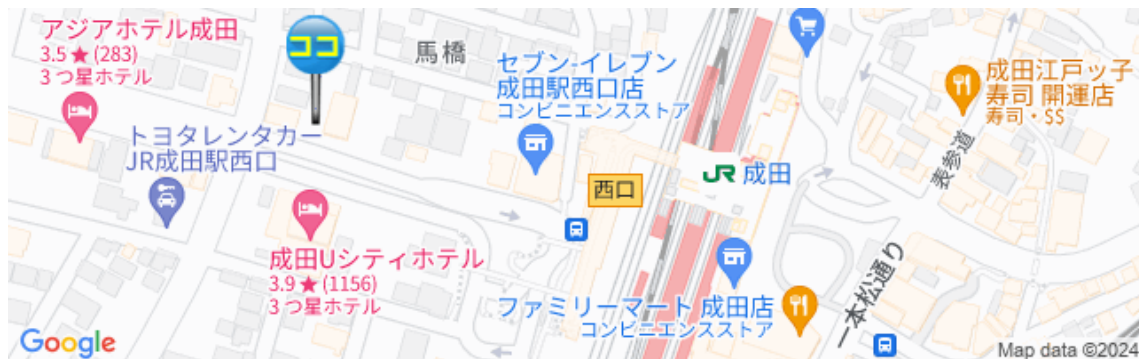 アジアホテル成田
3.5 ★ (283)
3 つ星ホテル
ココ
馬橋
セブン-イレブン
成田駅西口店
コンビニエンスストア
成田江戸ッ子
寿司 開運店
寿司・$$
トヨタレンタカー
JR成田駅西口
西口
JR 成田
表参道
成田Uシティホテル
3.9 ★ (1156)
3 つ星ホテル
ファミリーマート 成田店
コンビニエンスストア
一本松通り
Google
Map data ©2024